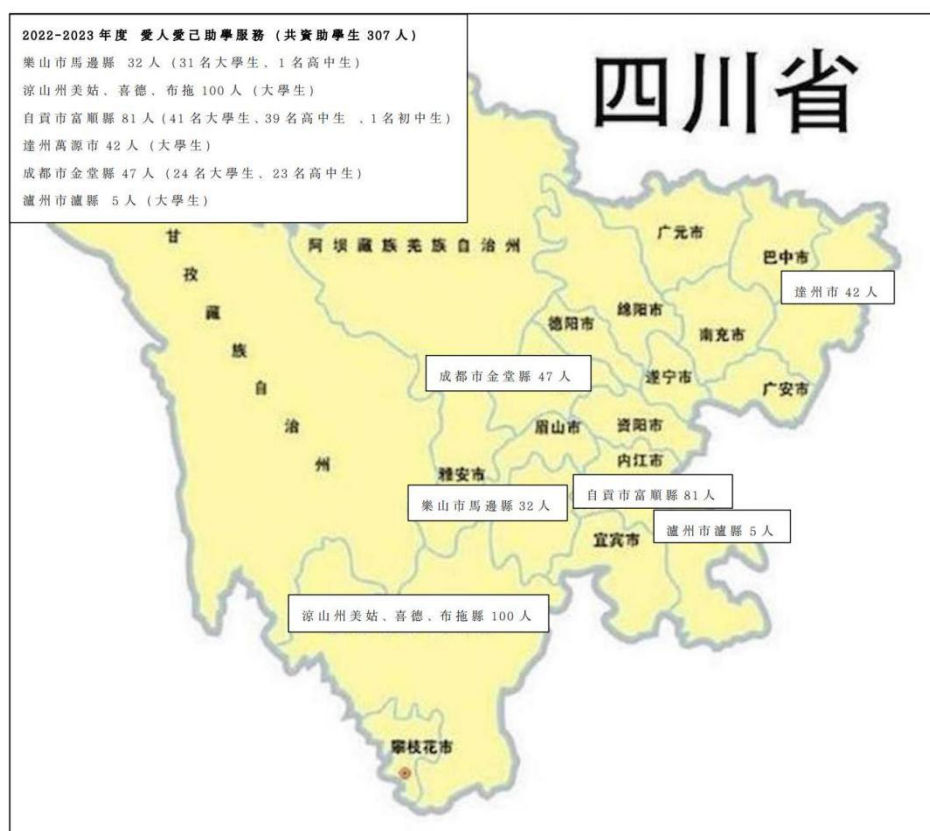 2022-2023 年度 愛人愛己助學服務 (共資助學生 307 人)
樂山市馬邊縣 32 人 (31 名大學生、1 名高中生)
涼山州美姑、喜德、布拖 100 人 (大學生)
自貢市富順縣 81 人 (41 名大學生、39 名高中生 、1 名初中生)
達州萬源市 42 人 (大學生)
成都市金堂縣 47 人 (24 名大學生、23 名高中生)
瀘州市瀘縣 5 人 (大學生)
四川省
甘孜藏族自治州
阿坝藏族羌族自治州
广元市
巴中市
達州市 42 人
绵阳市
德阳市
南充市
成都市金堂縣 47 人
遂宁市
广安市
眉山市
资阳市
内江市
雅安市
自貢市富順縣 81 人
樂山市馬邊縣 32 人
瀘州市瀘縣 5 人
宜宾市
涼山州美姑、喜德、布拖縣 100 人
攀枝花市